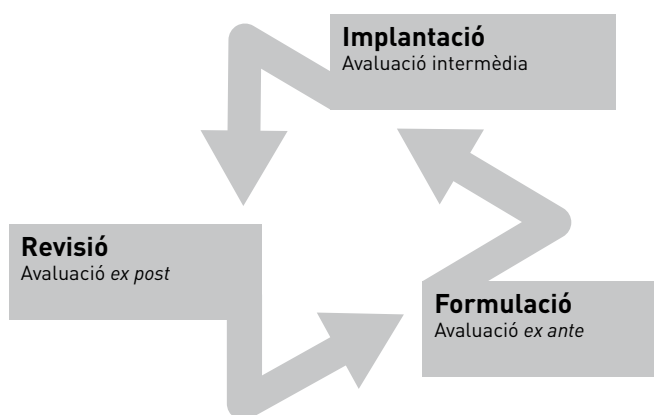 Implantació
Avaluació intermèdia
Revisió
Avaluació ex post
Formulació
Avaluació ex ante